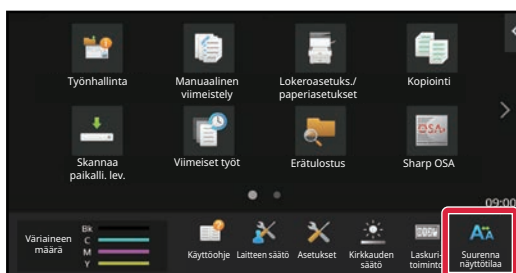 Työnhallinta
Manuaalinen
viimeistely
Lokeroasetuks./
paperiasetukset
Kopiointi
Skannaa
paikalli. lev.
Viimeiset työt
Erätulostus
OSA
Sharp OSA
09:00
Väriaineen
määrä
Bk
C
M
Y
Käyttöohje
Laitteen säätö
Asetukset
Kirkkauden
säätö
Laskuri-
toiminto
Suurenna
näyttötilaa